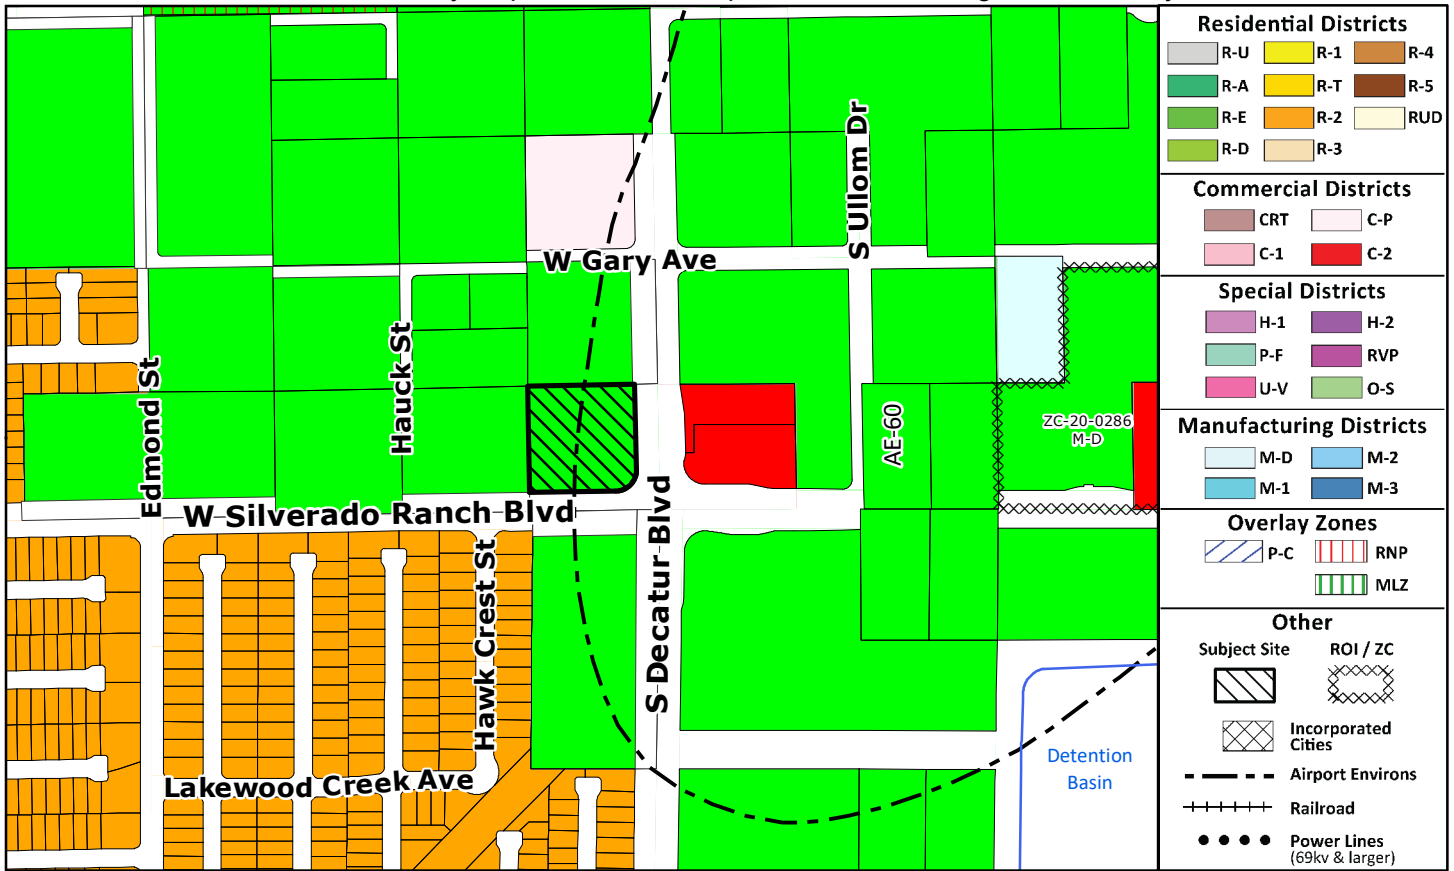 S Ullom Dr
W Gary Ave
Edmond St
Hauck St
AE-60
ZC-20-0286
M-D
W Silverado Ranch Blvd
S Decatur Blvd
Hawk Crest St
Lakewood Creek Ave
Detention
Basin
Residential Districts
R-U R-1 R-4
R-A R-T R-5
R-E R-2 RUD
R-D R-3
Commercial Districts
CRT C-P
C-1 C-2
Special Districts
H-1 H-2
P-F RVP
U-V O-S
Manufacturing Districts
M-D M-2
M-1 M-3
Overlay Zones
P-C RNP
MLZ
Other
Subject Site ROI / ZC
Incorporated
Cities
Airport Environs
Railroad
Power Lines
(69kv & larger)